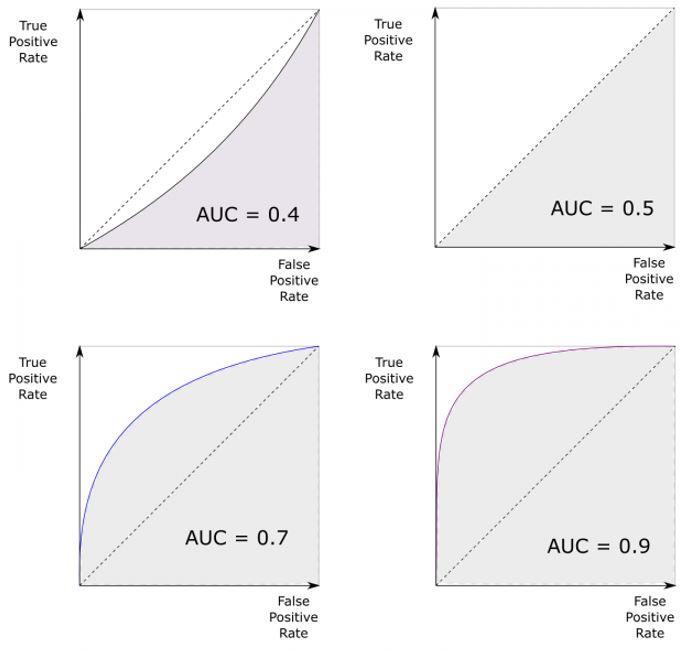 True
Positive
Rate
AUC = 0.4
False
Positive
Rate
True
Positive
Rate
AUC = 0.5
False
Positive
Rate
True
Positive
Rate
AUC = 0.7
False
Positive
Rate
True
Positive
Rate
AUC = 0.9
False
Positive
Rate